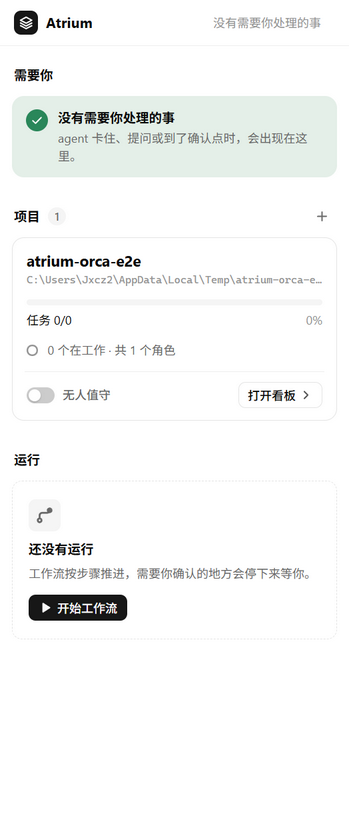 Atrium
没有需要你处理的事
需要你
没有需要你处理的事
agent 卡住、提问或到了确认点时，会出现在这
里。
项目 1
atrium-orca-e2e
C:\Users\Jxcz2\AppData\Local\Temp\atrium-orca-e…
任务 0/0
0%
0 个在工作 · 共 1 个角色
无人值守
打开看板
运行
还没有运行
工作流按步骤推进，需要你确认的地方会停下来等你。
开始工作流